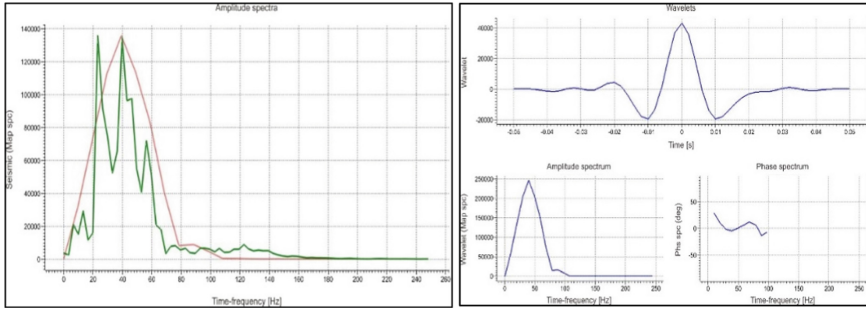 Amplitude spectra
140000
120000
100000
80000
60000
40000
20000
0
Seismic (Map spc)
0 20 40 60 80 100 120 140 160 180 200 220 240 260
Time-frequency [Hz]
Wavelets
40000
20000
0
-20000
Wavelet
-0.05 -0.04 -0.03 -0.02 -0.01 0 0.01 0.02 0.03 0.04 0.05
Time [s]
Amplitude spectrum
250000
200000
150000
100000
50000
0
Wavelet (Map spc)
0 50 100 150 200 250
Time-frequency [Hz]
Phase spectrum
50
0
-50
Phs spc (deg)
0 50 100 150 200 250
Time-frequency [Hz]